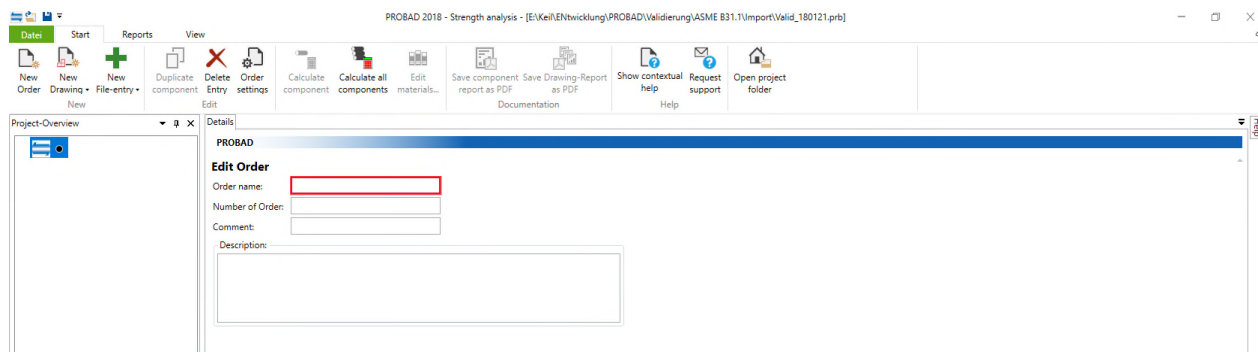 PROBAD 2018 - Strength analysis - [E:\Keil\ENtwicklung\PROBAD\Validierung\ASME B31.1\Import\Valid_180121.prb]
Datei Start Reports View
New Order New Drawing New File-entry Duplicate component Delete Entry Order settings Calculate component Calculate all components Edit materials... Save component report as PDF Save Drawing-Report as PDF Show contextual help Request support Open project folder
New Edit Documentation Help
Project-Overview Details
Help
PROBAD
Edit Order
Order name:
Number of Order:
Comment:
Description: